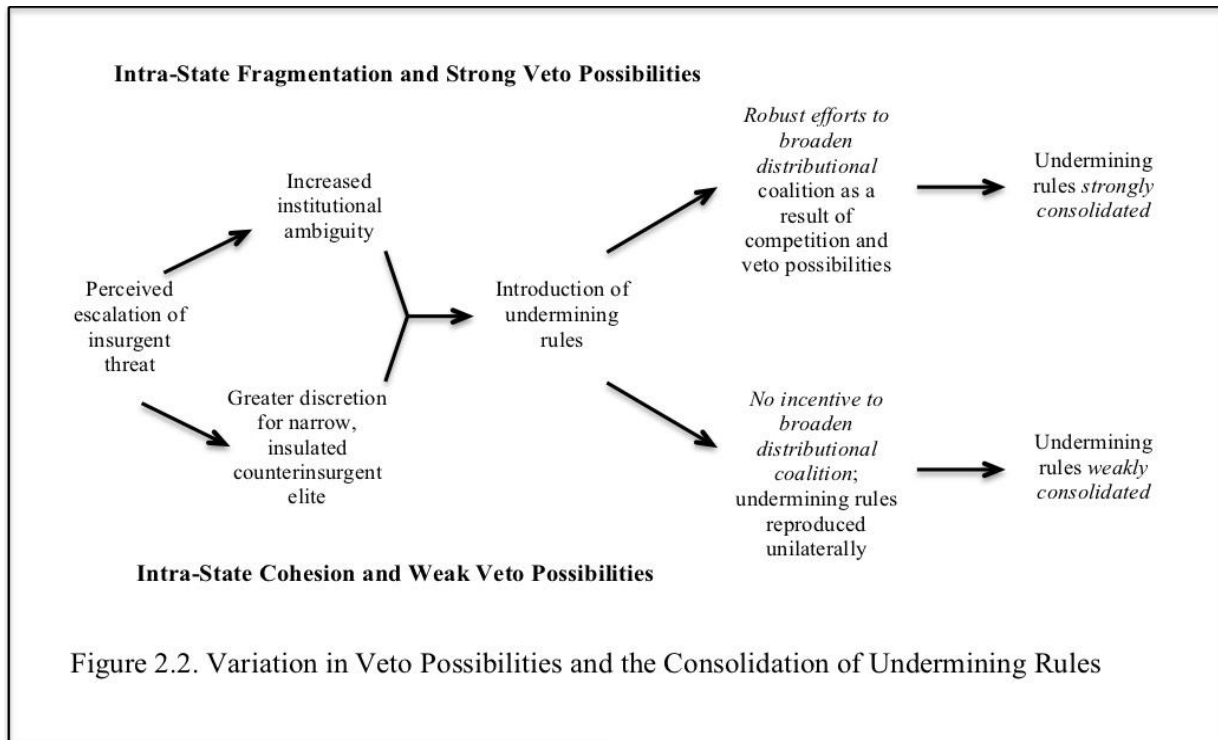 Intra-State Fragmentation and Strong Veto Possibilities
Increased
institutional
ambiguity
Perceived
escalation of
insurgent
threat
Greater discretion
for narrow,
insulated
counterinsurgent
elite
Introduction of
undermining
rules
Robust efforts to
broaden
distributional
coalition as a
result of
competition and
veto possibilities
Undermining
rules strongly
consolidated
No incentive to
broaden
distributional
coalition;
undermining rules
reproduced
unilaterally
Undermining
rules weakly
consolidated
Intra-State Cohesion and Weak Veto Possibilities
Figure 2.2. Variation in Veto Possibilities and the Consolidation of Undermining Rules